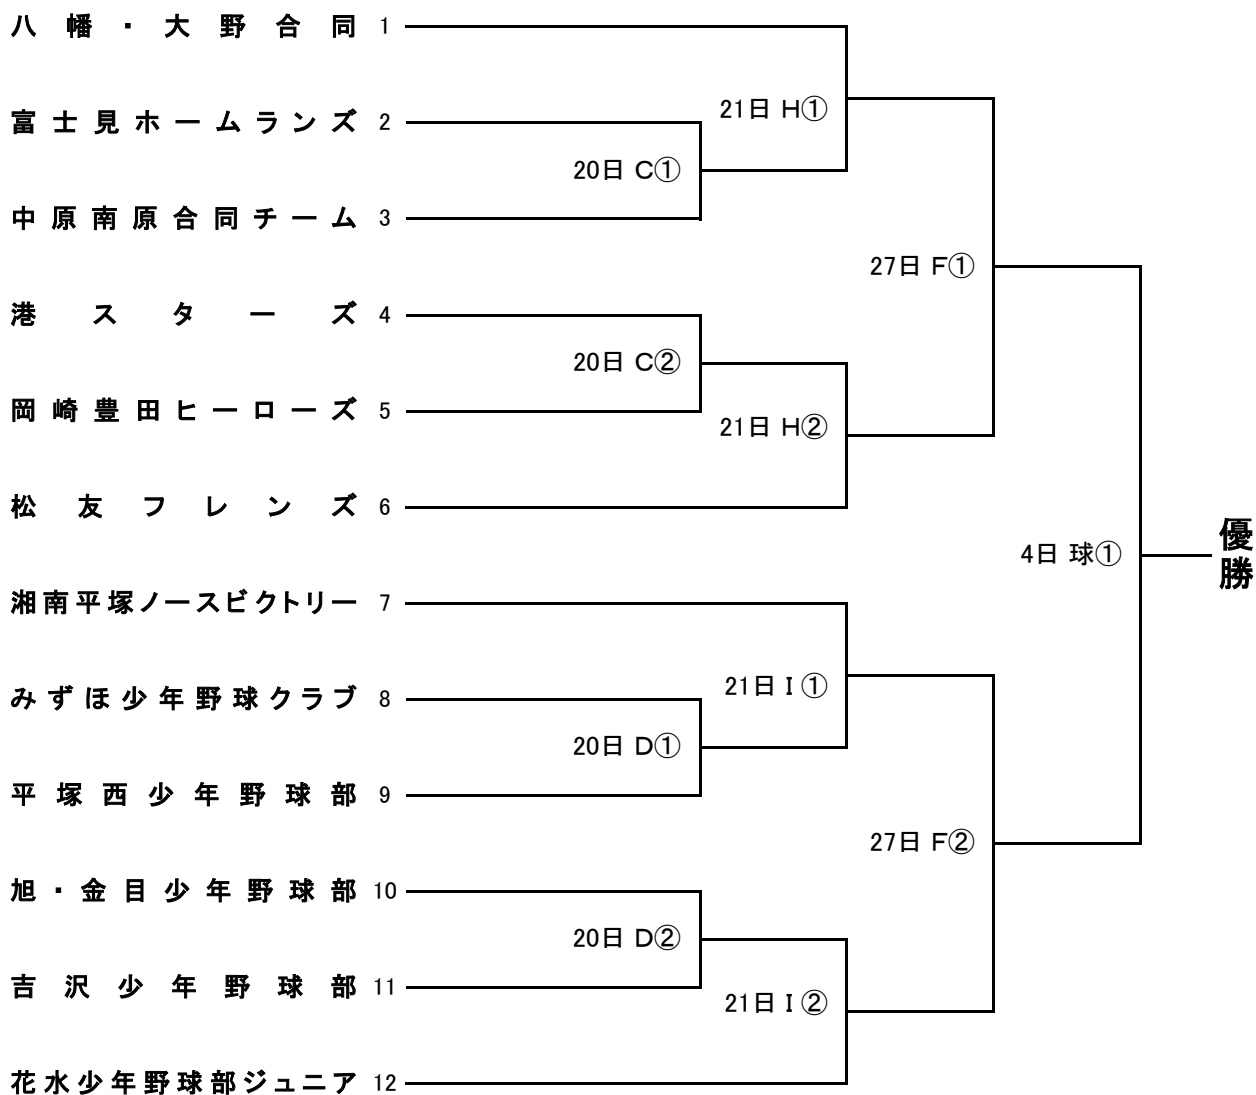 八幡・大野合同 1
21日 H①
富士見ホームランズ 2
20日 C①
中原南原合同チーム 3
27日 F①
港スターズ 4
20日 C②
岡崎豊田ヒーローズ 5
21日 H②
松友フレンズ 6
4日 球①
優勝
湘南平塚ノースビクトリー 7
21日 I①
みずほ少年野球クラブ 8
20日 D①
平塚西少年野球部 9
27日 F②
旭・金目少年野球部 10
20日 D②
吉沢少年野球部 11
21日 I②
花水少年野球部ジュニア 12